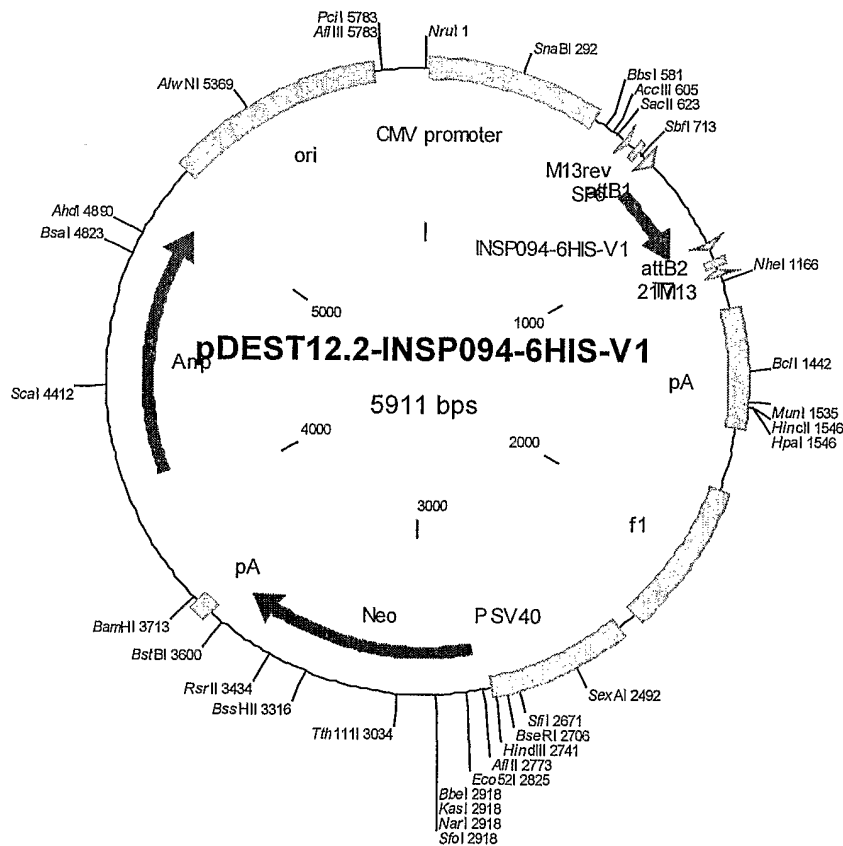 PciI 5783
AflIII 5783
NruI 1
SnaBI 292
BbsI 581
AccIII 605
SacII 623
SbfI 713
AlwNI 5369
ori
CMV promoter
M13rev
SP6
attB1
INSP094-6HIS-V1
attB2
21M13
NheI 1166
AhdI 4890
BsaI 4823
5000
1000
pDEST12.2-INSP094-6HIS-V1
5911 bps
Amp
ScaI 4412
pA
BclI 1442
MunI 1535
HincII 1546
HpaI 1546
4000
2000
3000
f1
pA
Neo
PSV40
BamHI 3713
BstBI 3600
RsrII 3434
BssHII 3316
Tth111I 3034
SexAI 2492
SfiI 2671
BseRI 2706
HindIII 2741
AflII 2773
Eco52I 2825
BbeI 2918
KasI 2918
NarI 2918
SfoI 2918